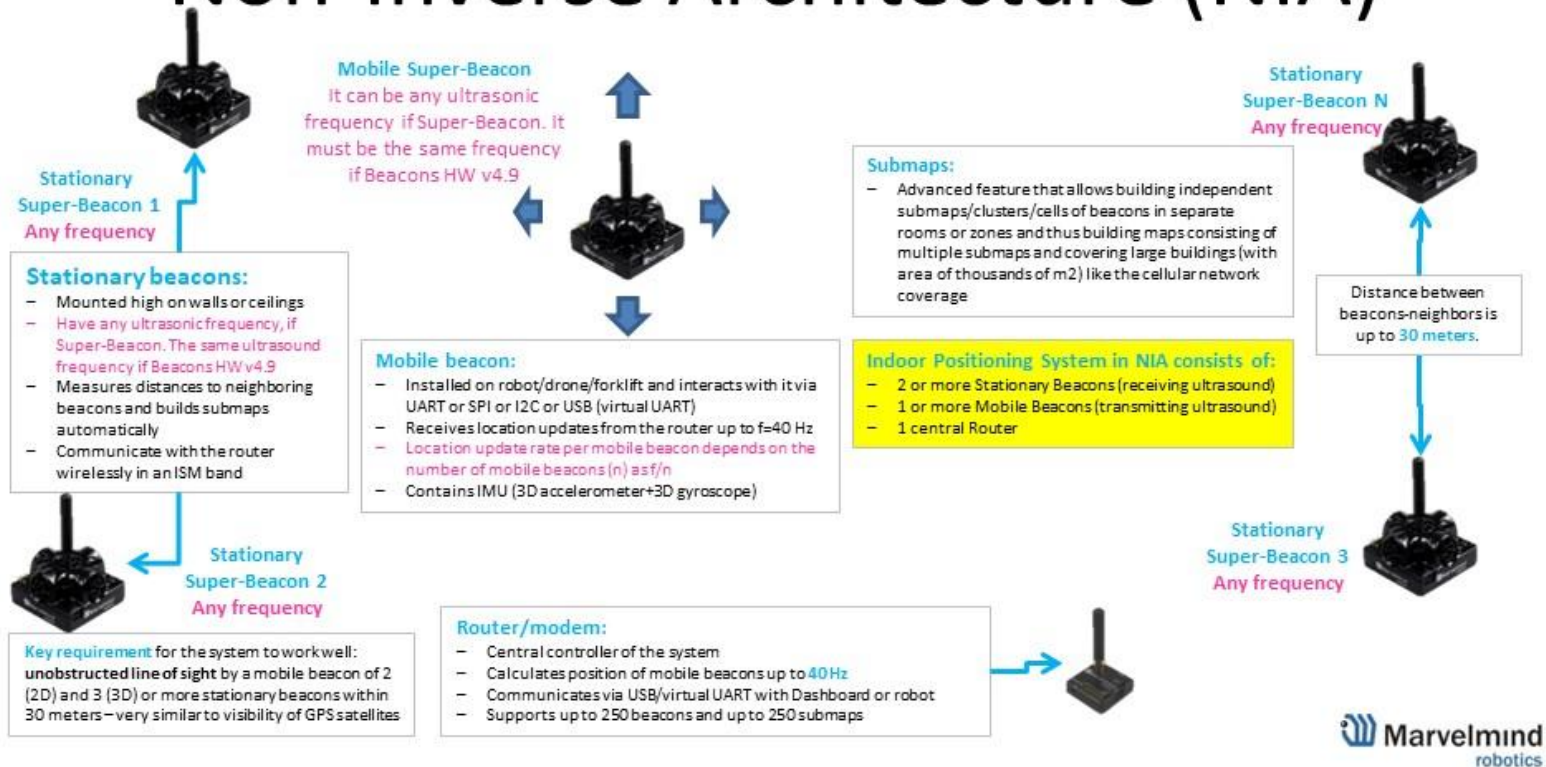 Non-Inverse Architecture (NIA)
Mobile Super-Beacon
It can be any ultrasonic
frequency if Super-Beacon. It
must be the same frequency
if Beacons HW v4.9
Stationary
Super-Beacon N
Any frequency
Stationary
Super-Beacon 1
Any frequency
Submaps:
– Advanced feature that allows building independent
submaps/clusters/cells of beacons in separate
rooms or zones and thus building maps consisting of
multiple submaps and covering large buildings (with
area of thousands of m2) like the cellular network
coverage
Stationary beacons:
– Mounted high on walls or ceilings
– Have any ultrasonic frequency, if
Super-Beacon. The same ultrasound
frequency if Beacons HW v4.9
– Measures distances to neighboring
beacons and builds submaps
automatically
– Communicate with the router
wirelessly in an ISM band
Distance between
beacons-neighbors is
up to 30 meters.
Mobile beacon:
– Installed on robot/drone/forklift and interacts with it via
UART or SPI or I2C or USB (virtual UART)
– Receives location updates from the router up to f=40 Hz
– Location update rate per mobile beacon depends on the
number of mobile beacons (n) as f/n
– Contains IMU (3D accelerometer+3D gyroscope)
Indoor Positioning System in NIA consists of:
– 2 or more Stationary Beacons (receiving ultrasound)
– 1 or more Mobile Beacons (transmitting ultrasound)
– 1 central Router
Stationary
Super-Beacon 2
Any frequency
Stationary
Super-Beacon 3
Any frequency
Key requirement for the system to work well:
unobstructed line of sight by a mobile beacon of 2
(2D) and 3 (3D) or more stationary beacons within
30 meters – very similar to visibility of GPS satellites
Router/modem:
– Central controller of the system
– Calculates position of mobile beacons up to 40Hz
– Communicates via USB/virtual UART with Dashboard or robot
– Supports up to 250 beacons and up to 250 submaps
Marvelmind
robotics